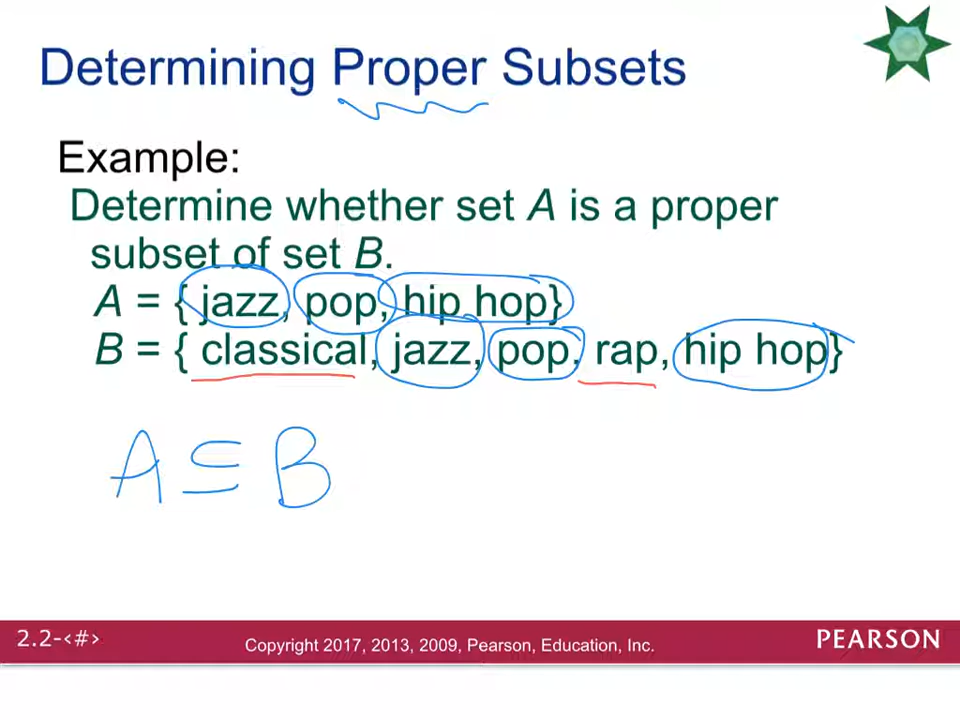 Determining Proper Subsets
Example:
Determine whether set A is a proper
subset of set B.
A = { jazz, pop, hip hop}
B = { classical, jazz, pop, rap, hip hop}
A ⊆ B
2.2-<#>
Copyright 2017, 2013, 2009, Pearson, Education, Inc.
PEARSON